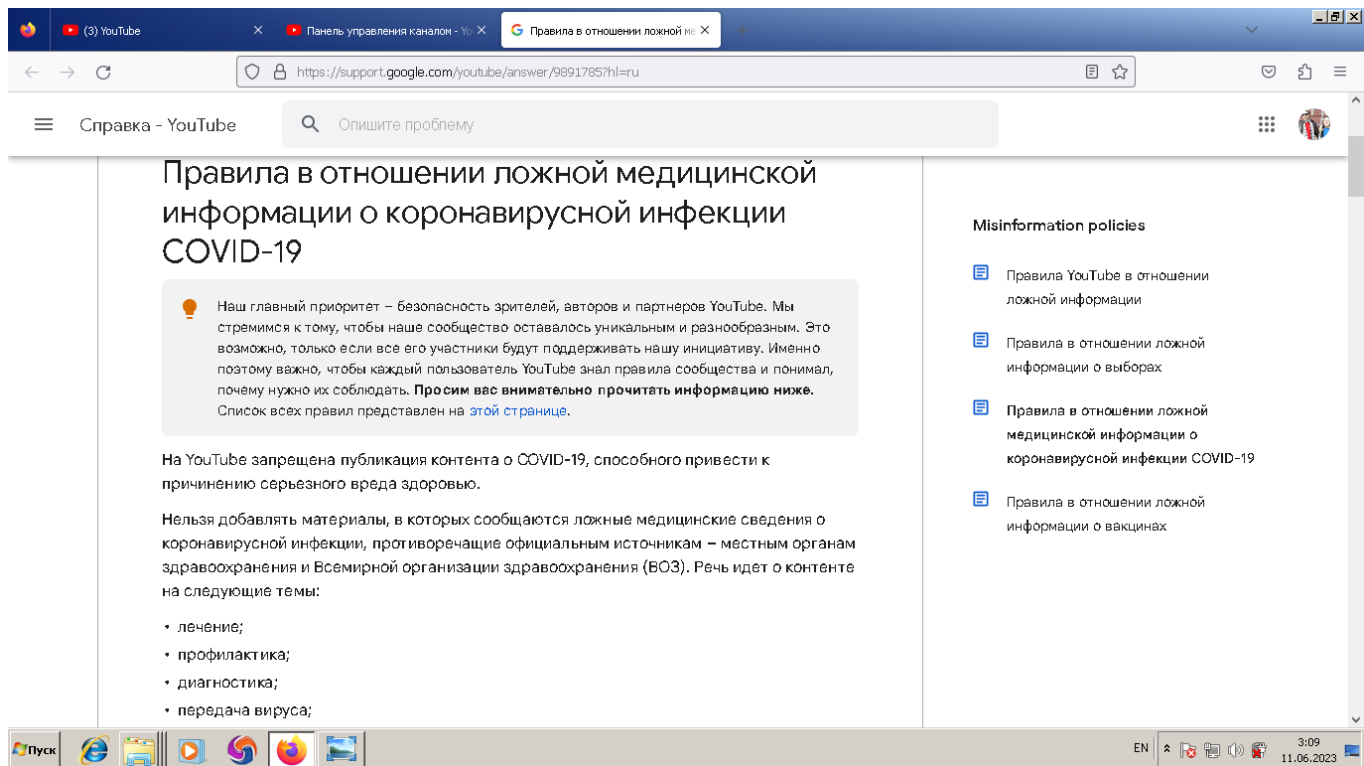 (3) YouTube
Панель управления каналом - Yo
Правила в отношении ложной ме
https://support.google.com/youtube/answer/9891785?hl=ru
Справка - YouTube
Опишите проблему
Правила в отношении ложной медицинской
информации о коронавирусной инфекции
COVID-19
Наш главный приоритет – безопасность зрителей, авторов и партнеров YouTube. Мы
стремимся к тому, чтобы наше сообщество оставалось уникальным и разнообразным. Это
возможно, только если все его участники будут поддерживать нашу инициативу. Именно
поэтому важно, чтобы каждый пользователь YouTube знал правила сообщества и понимал,
почему нужно их соблюдать. Просим вас внимательно прочитать информацию ниже.
Список всех правил представлен на этой странице.
На YouTube запрещена публикация контента о COVID-19, способного привести к
причинению серьезного вреда здоровью.
Нельзя добавлять материалы, в которых сообщаются ложные медицинские сведения о
коронавирусной инфекции, противоречащие официальным источникам – местным органам
здравоохранения и Всемирной организации здравоохранения (ВОЗ). Речь идет о контенте
на следующие темы:
• лечение;
• профилактика;
• диагностика;
• передача вируса;
Misinformation policies
Правила YouTube в отношении
ложной информации
Правила в отношении ложной
информации о выборах
Правила в отношении ложной
медицинской информации о
коронавирусной инфекции COVID-19
Правила в отношении ложной
информации о вакцинах
Пуск
EN
3:09
11.06.2023